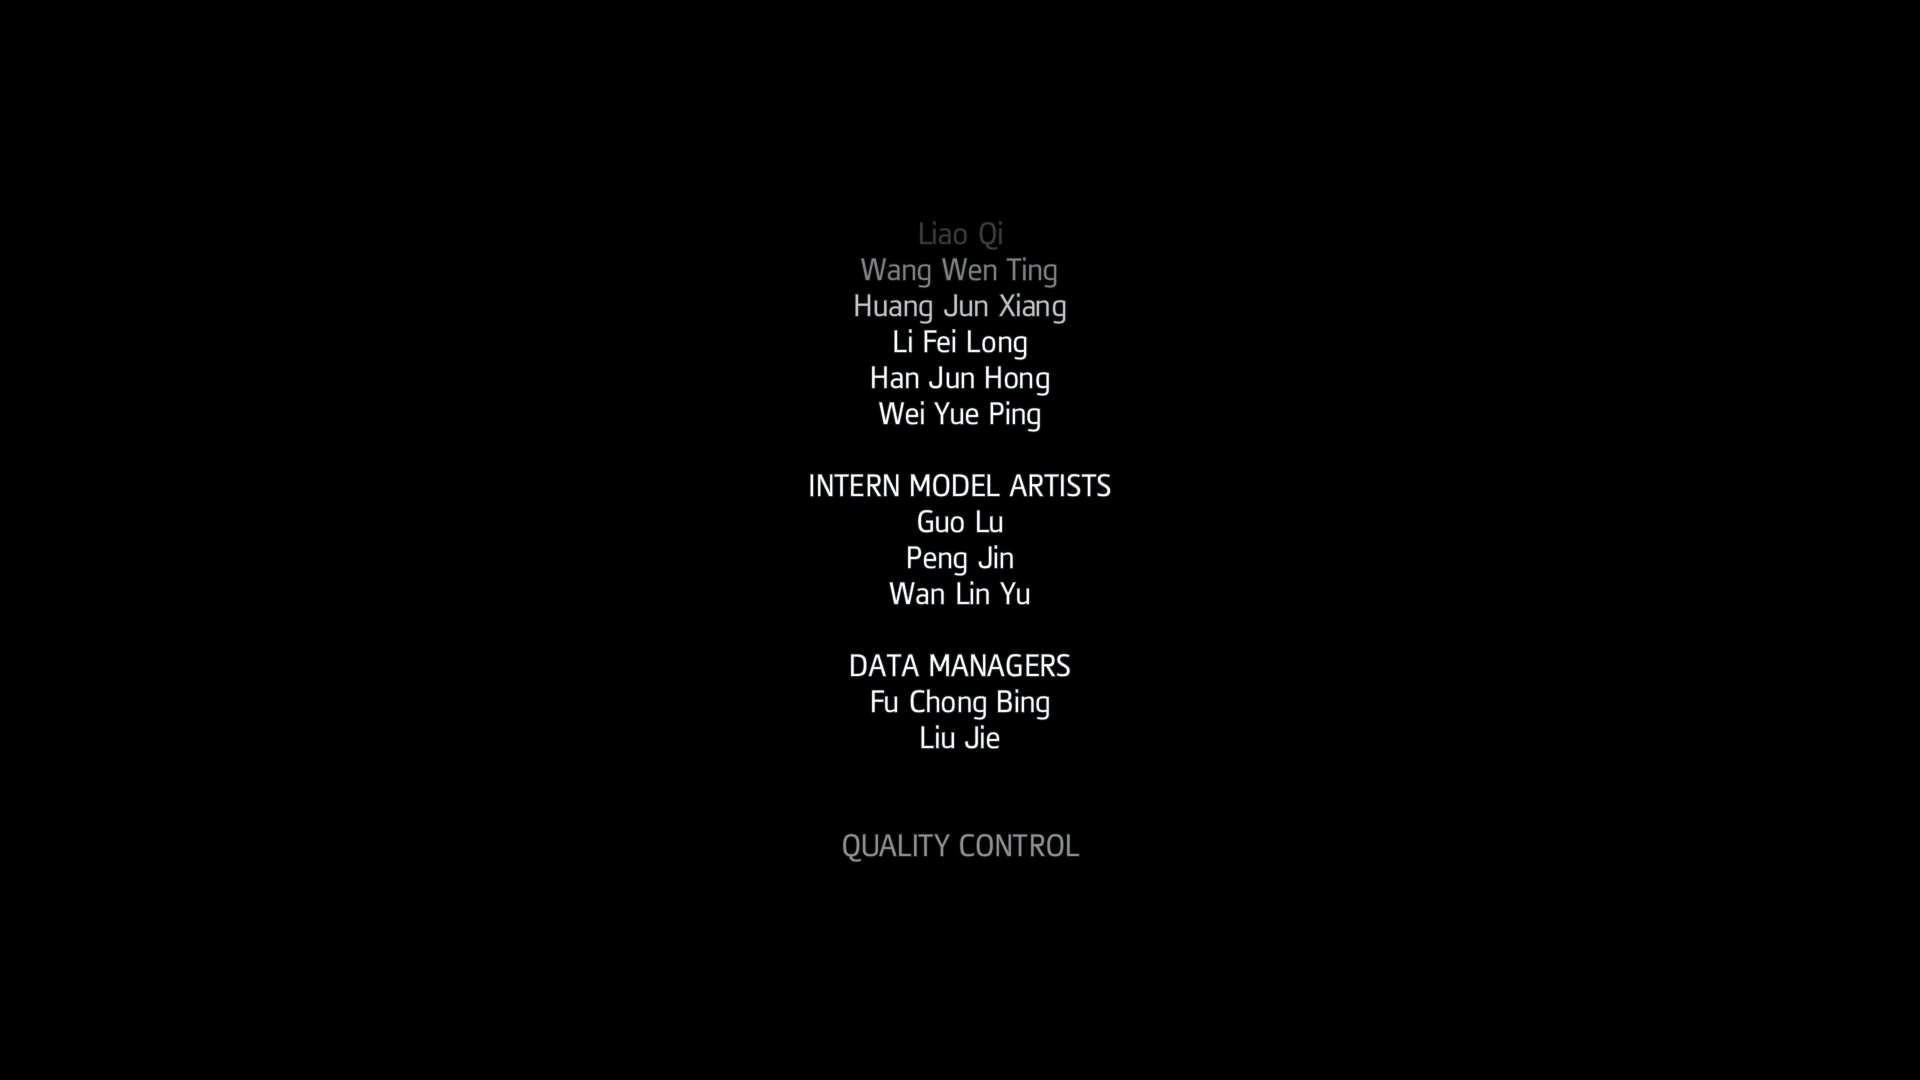 Liao Qi
Wang Wen Ting
Huang Jun Xiang
Li Fei Long
Han Jun Hong
Wei Yue Ping
INTERN MODEL ARTISTS
Guo Lu
Peng Jin
Wan Lin Yu
DATA MANAGERS
Fu Chong Bing
Liu Jie
QUALITY CONTROL